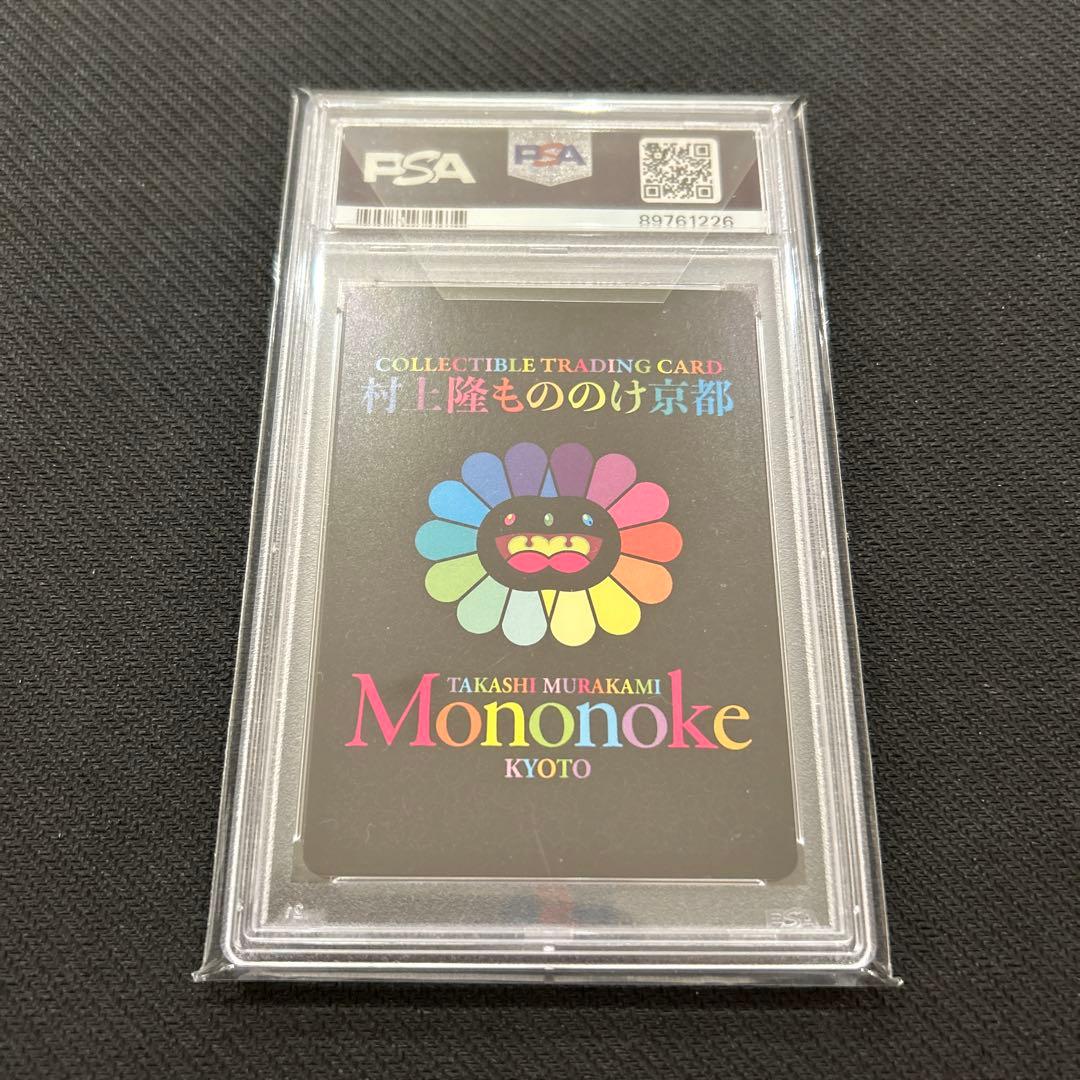 PSA
PSA
89761226
COLLECTIBLE TRADING CARD
村上隆もののけ京都
TAKASHI MURAKAMI
Mononoke
KYOTO
PSA